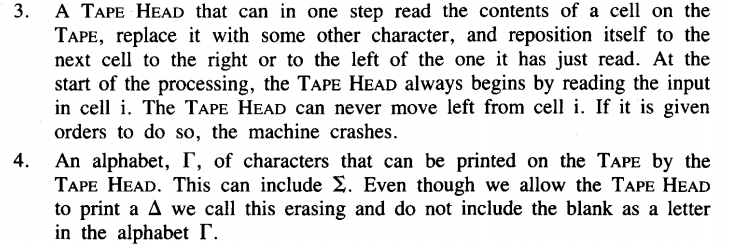 3. A TAPE HEAD that can in one step read the contents of a cell on the
TAPE, replace it with some other character, and reposition itself to the
next cell to the right or to the left of the one it has just read. At the
start of the processing, the TAPE HEAD always begins by reading the input
in cell i. The TAPE HEAD can never move left from cell i. If it is given
orders to do so, the machine crashes.
4. An alphabet, Γ, of characters that can be printed on the TAPE by the
TAPE HEAD. This can include Σ. Even though we allow the TAPE HEAD
to print a Δ we call this erasing and do not include the blank as a letter
in the alphabet Γ.